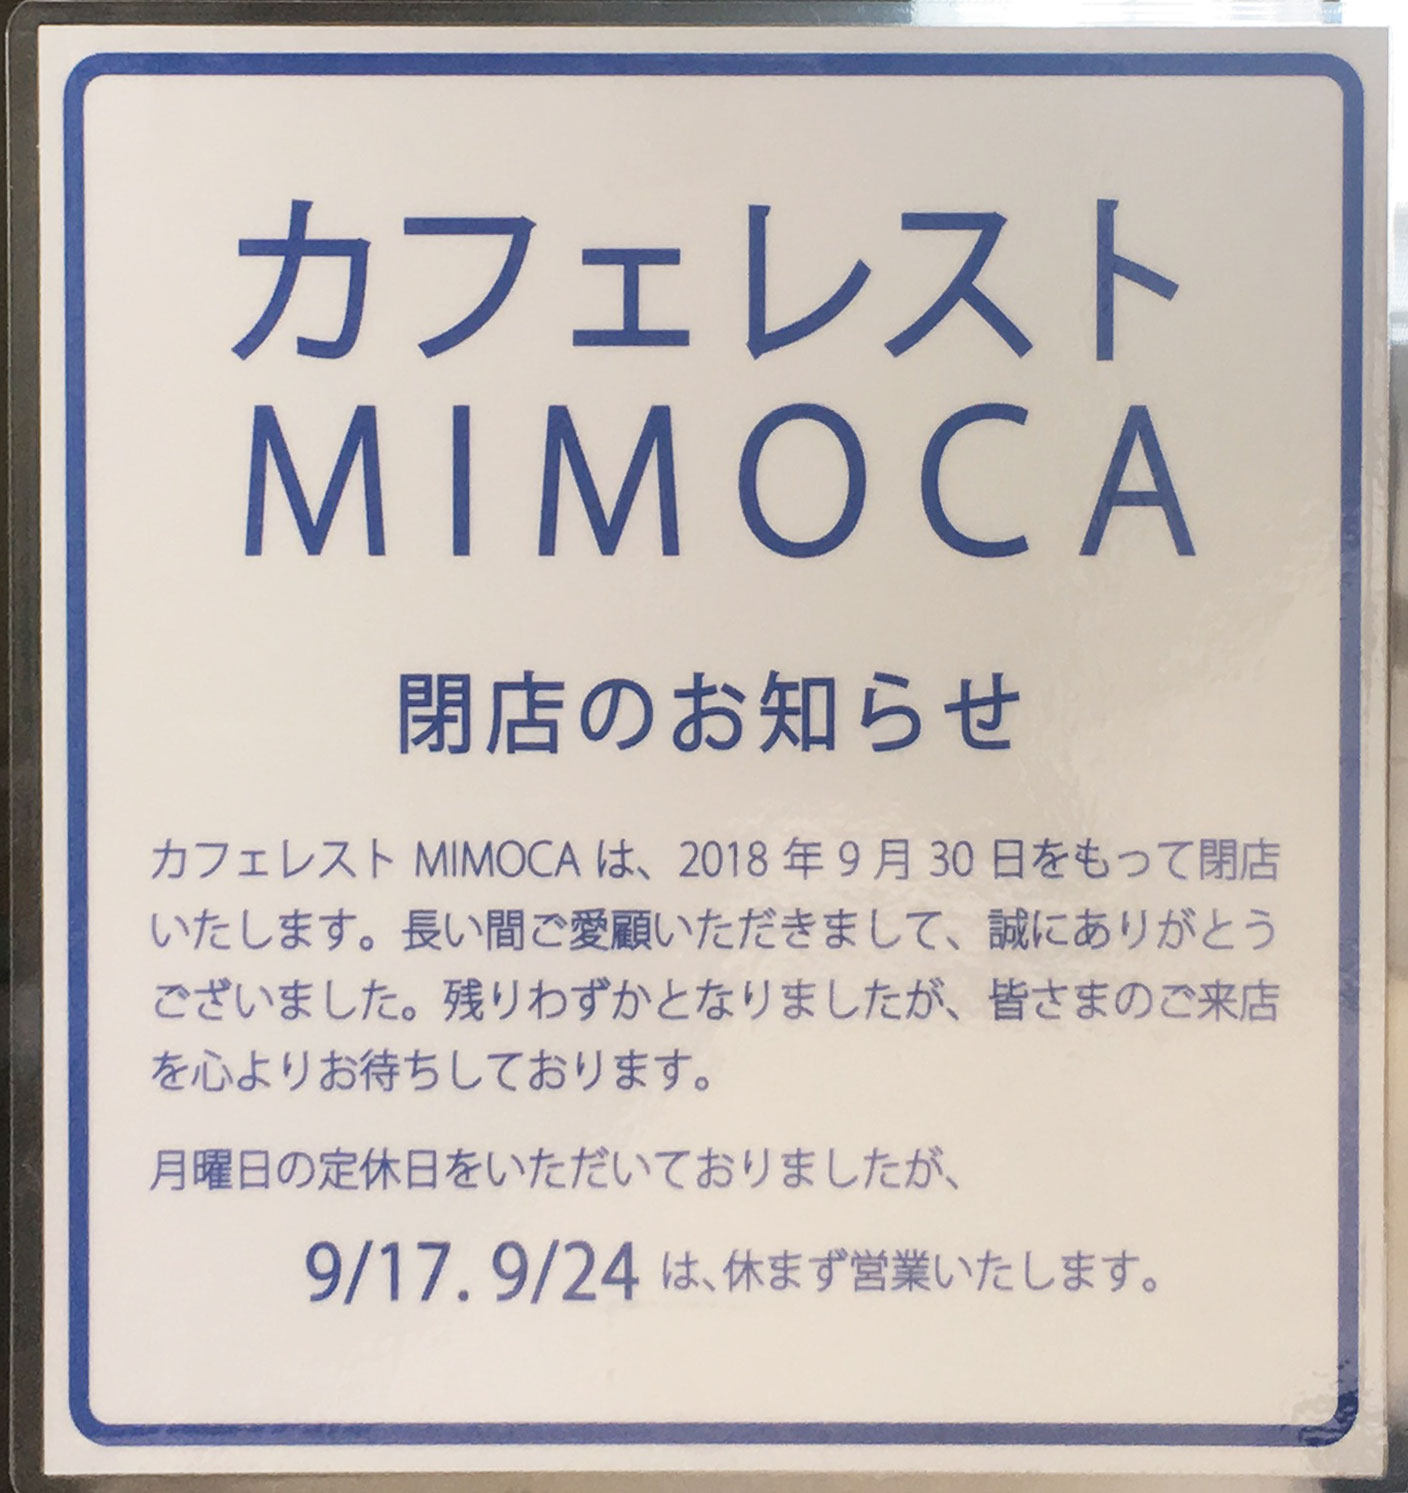 カフェレスト
MIMOCA
閉店のお知らせ
カフェレスト MIMOCA は、2018 年 9 月 30 日をもって閉店
いたします。長い間ご愛顧いただきまして、誠にありがとう
ございました。残りわずかとなりましたが、皆さまのご来店
を心よりお待ちしております。
月曜日の定休日をいただいておりましたが、
9/17. 9/24 は、休まず営業いたします。